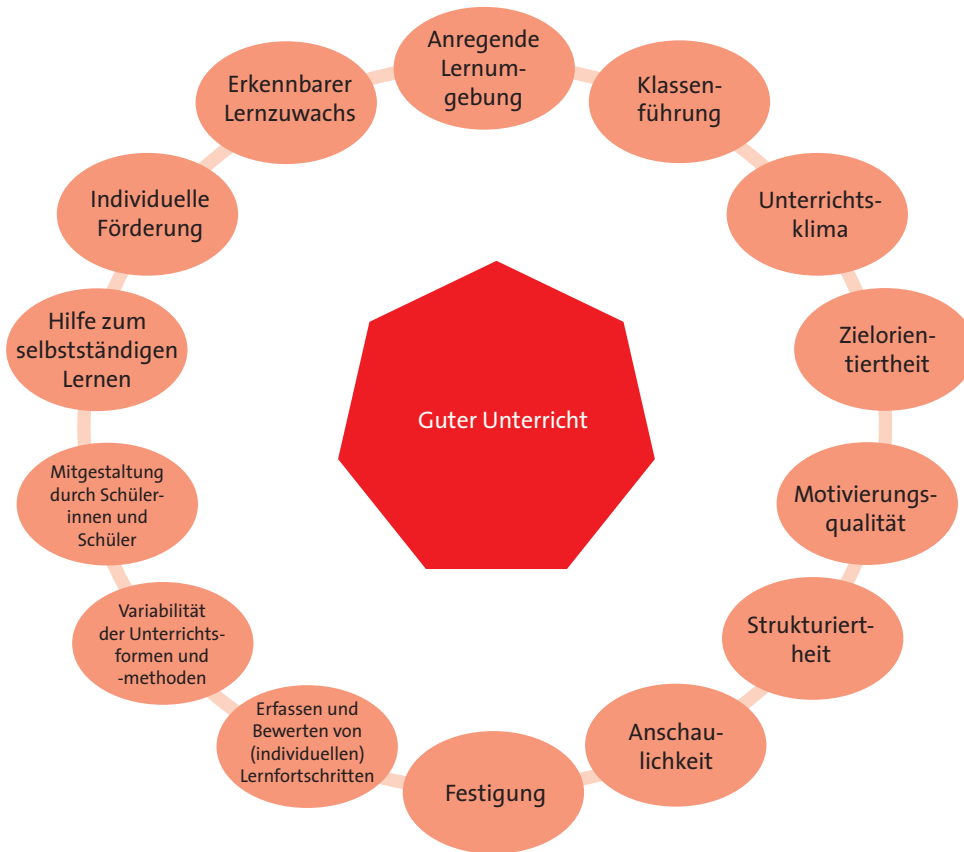 Anregende
Lernum-
gebung
Klassen-
führung
Unterrichts-
klima
Zielorien-
tiertheit
Motivierungs-
qualität
Strukturiert-
heit
Anschau-
lichkeit
Festigung
Erfassen und
Bewerten von
(individuellen)
Lernfortschritten
Variabilität
der Unterrichts-
formen und
-methoden
Mitgestaltung
durch Schüler-
innen und
Schüler
Hilfe zum
selbstständigen
Lernen
Individuelle
Förderung
Erkennbarer
Lernzuwachs
Guter Unterricht